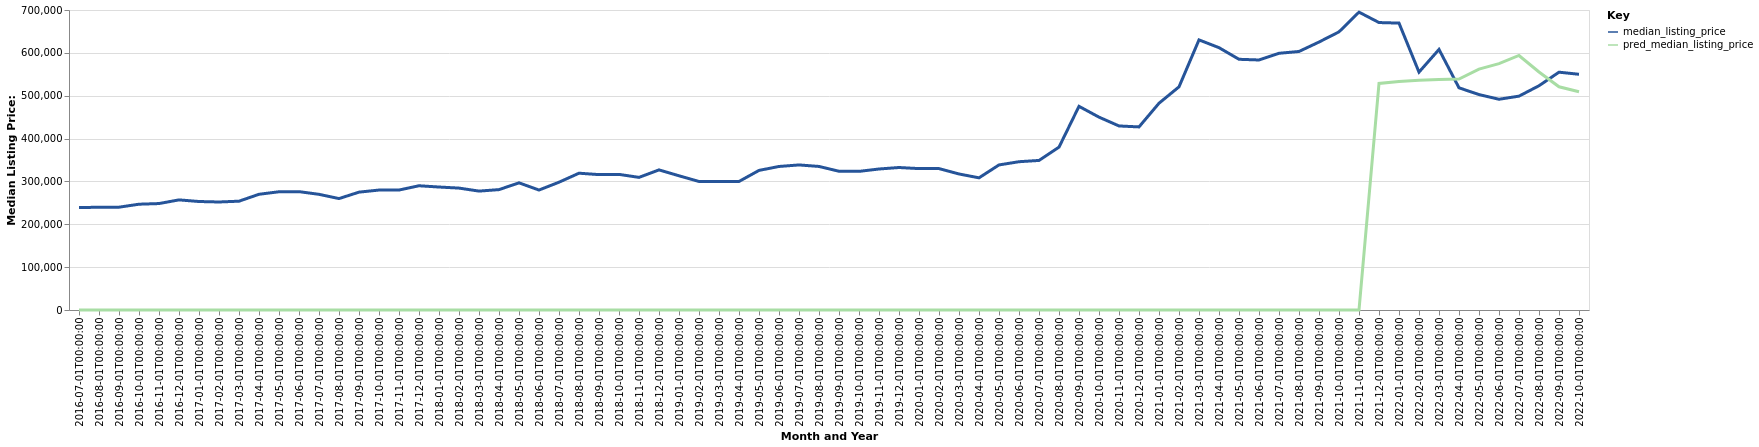 700,000
600,000
500,000
400,000
300,000
200,000
100,000
0
Median Listing Price:
2016-07-01T00:00:00
2016-08-01T00:00:00
2016-09-01T00:00:00
2016-10-01T00:00:00
2016-11-01T00:00:00
2016-12-01T00:00:00
2017-01-01T00:00:00
2017-02-01T00:00:00
2017-03-01T00:00:00
2017-04-01T00:00:00
2017-05-01T00:00:00
2017-06-01T00:00:00
2017-07-01T00:00:00
2017-08-01T00:00:00
2017-09-01T00:00:00
2017-10-01T00:00:00
2017-11-01T00:00:00
2017-12-01T00:00:00
2018-01-01T00:00:00
2018-02-01T00:00:00
2018-03-01T00:00:00
2018-04-01T00:00:00
2018-05-01T00:00:00
2018-06-01T00:00:00
2018-07-01T00:00:00
2018-08-01T00:00:00
2018-09-01T00:00:00
2018-10-01T00:00:00
2018-11-01T00:00:00
2018-12-01T00:00:00
2019-01-01T00:00:00
2019-02-01T00:00:00
2019-03-01T00:00:00
2019-04-01T00:00:00
2019-05-01T00:00:00
2019-06-01T00:00:00
2019-07-01T00:00:00
2019-08-01T00:00:00
2019-09-01T00:00:00
2019-10-01T00:00:00
2019-11-01T00:00:00
2019-12-01T00:00:00
2020-01-01T00:00:00
2020-02-01T00:00:00
2020-03-01T00:00:00
2020-04-01T00:00:00
2020-05-01T00:00:00
2020-06-01T00:00:00
2020-07-01T00:00:00
2020-08-01T00:00:00
2020-09-01T00:00:00
2020-10-01T00:00:00
2020-11-01T00:00:00
2020-12-01T00:00:00
2021-01-01T00:00:00
2021-02-01T00:00:00
2021-03-01T00:00:00
2021-04-01T00:00:00
2021-05-01T00:00:00
2021-06-01T00:00:00
2021-07-01T00:00:00
2021-08-01T00:00:00
2021-09-01T00:00:00
2021-10-01T00:00:00
2021-11-01T00:00:00
2021-12-01T00:00:00
2022-01-01T00:00:00
2022-02-01T00:00:00
2022-03-01T00:00:00
2022-04-01T00:00:00
2022-05-01T00:00:00
2022-06-01T00:00:00
2022-07-01T00:00:00
2022-08-01T00:00:00
2022-09-01T00:00:00
2022-10-01T00:00:00
Month and Year
Key
median_listing_price
pred_median_listing_price